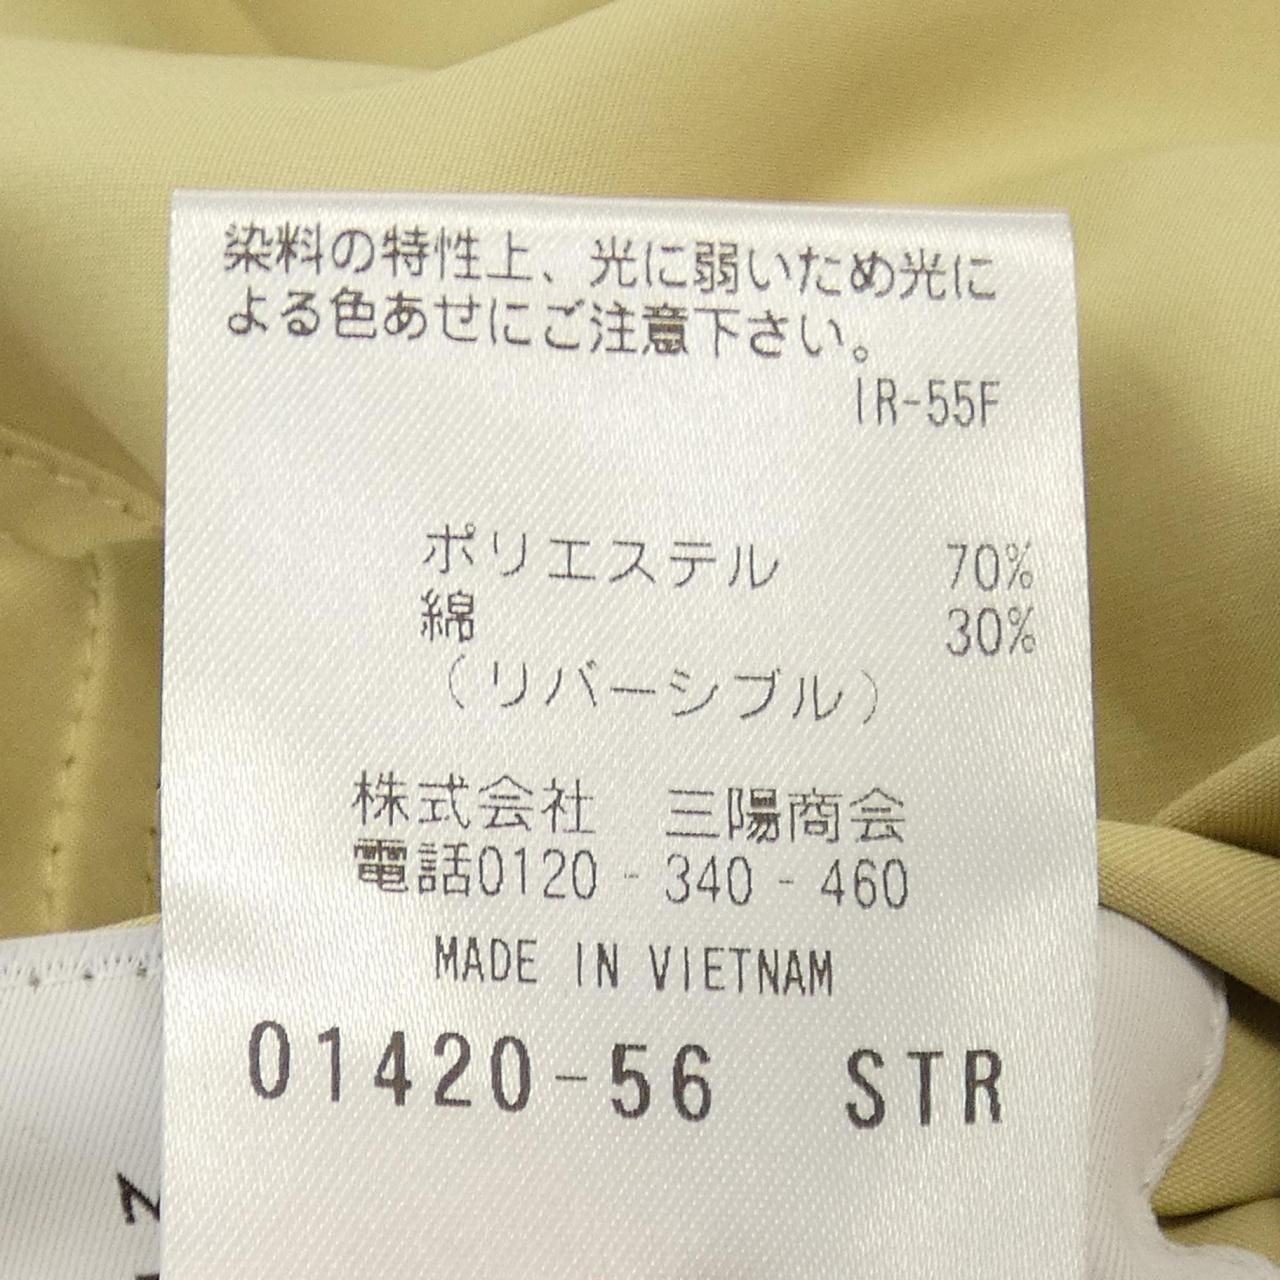 染料の特性上、光に弱いため光に
よる色あせにご注意下さい。
IR-55F
ポリエステル 70%
綿 30%
(リバーシブル)
株式会社 三陽商会
電話0120-340-460
MADE IN VIETNAM
01420-56 STR